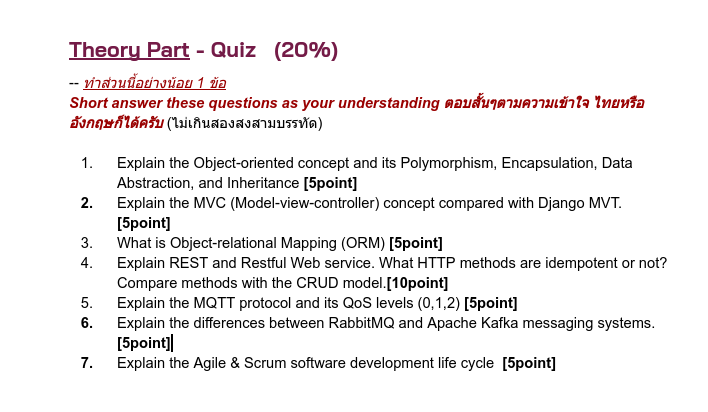 Theory Part - Quiz (20%)
-- ทำส่วนนี้อย่างน้อย 1 ข้อ
Short answer these questions as your understanding ตอบสั้นๆตามความเข้าใจ ไทยหรือ
อังกฤษก็ได้ครับ (ไม่เกินสองสงสามบรรทัด)
1. Explain the Object-oriented concept and its Polymorphism, Encapsulation, Data
Abstraction, and Inheritance [5point]
2. Explain the MVC (Model-view-controller) concept compared with Django MVT.
[5point]
3. What is Object-relational Mapping (ORM) [5point]
4. Explain REST and Restful Web service. What HTTP methods are idempotent or not?
Compare methods with the CRUD model.[10point]
5. Explain the MQTT protocol and its QoS levels (0,1,2) [5point]
6. Explain the differences between RabbitMQ and Apache Kafka messaging systems.
[5point]
7. Explain the Agile & Scrum software development life cycle [5point]